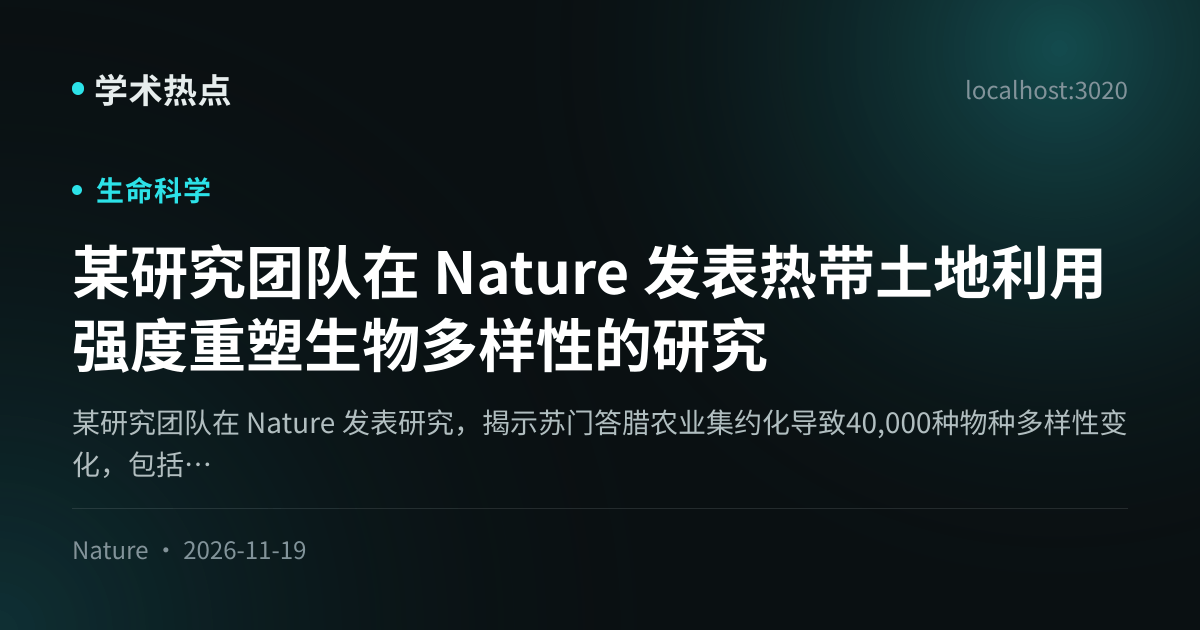 学术热点
localhost:3020
生命科学
某研究团队在 Nature 发表热带土地利用
强度重塑生物多样性的研究
某研究团队在 Nature 发表研究，揭示苏门答腊农业集约化导致40,000种物种多样性变
化，包括…
Nature · 2026-11-19